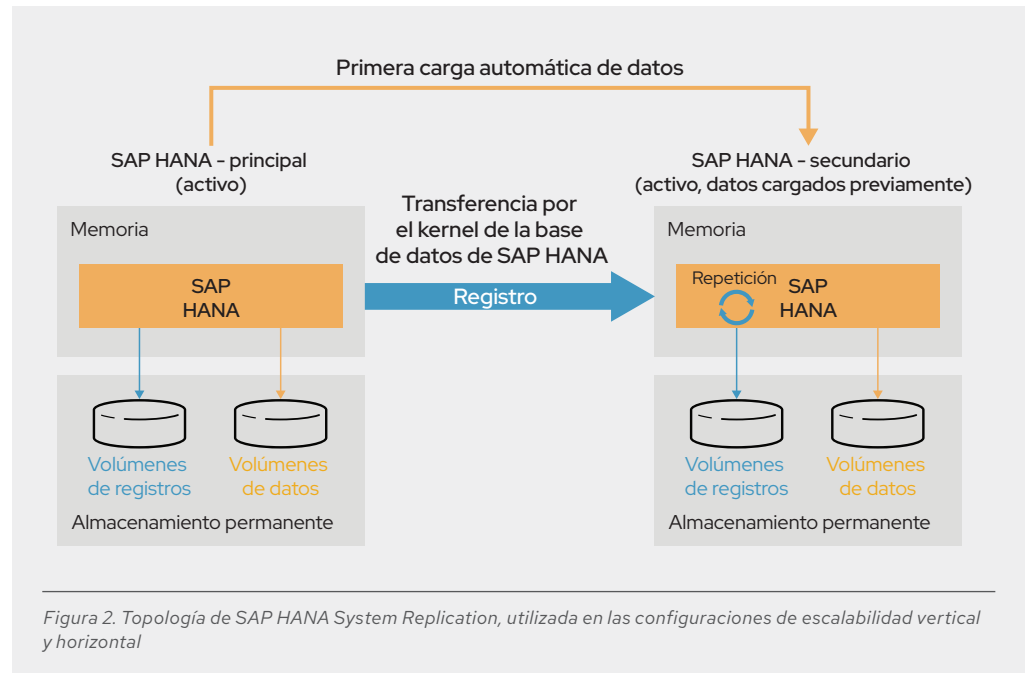 Primera carga automática de datos
SAP HANA - principal
(activo)
SAP HANA - secundario
(activo, datos cargados previamente)
Transferencia por
el kernel de la base
de datos de SAP HANA
Registro
Memoria
SAP
HANA
Memoria
Repetición
SAP
HANA
Volúmenes
de registros
Volúmenes
de datos
Almacenamiento permanente
Volúmenes
de registros
Volúmenes
de datos
Almacenamiento permanente
Figura 2. Topología de SAP HANA System Replication, utilizada en las configuraciones de escalabilidad vertical
y horizontal